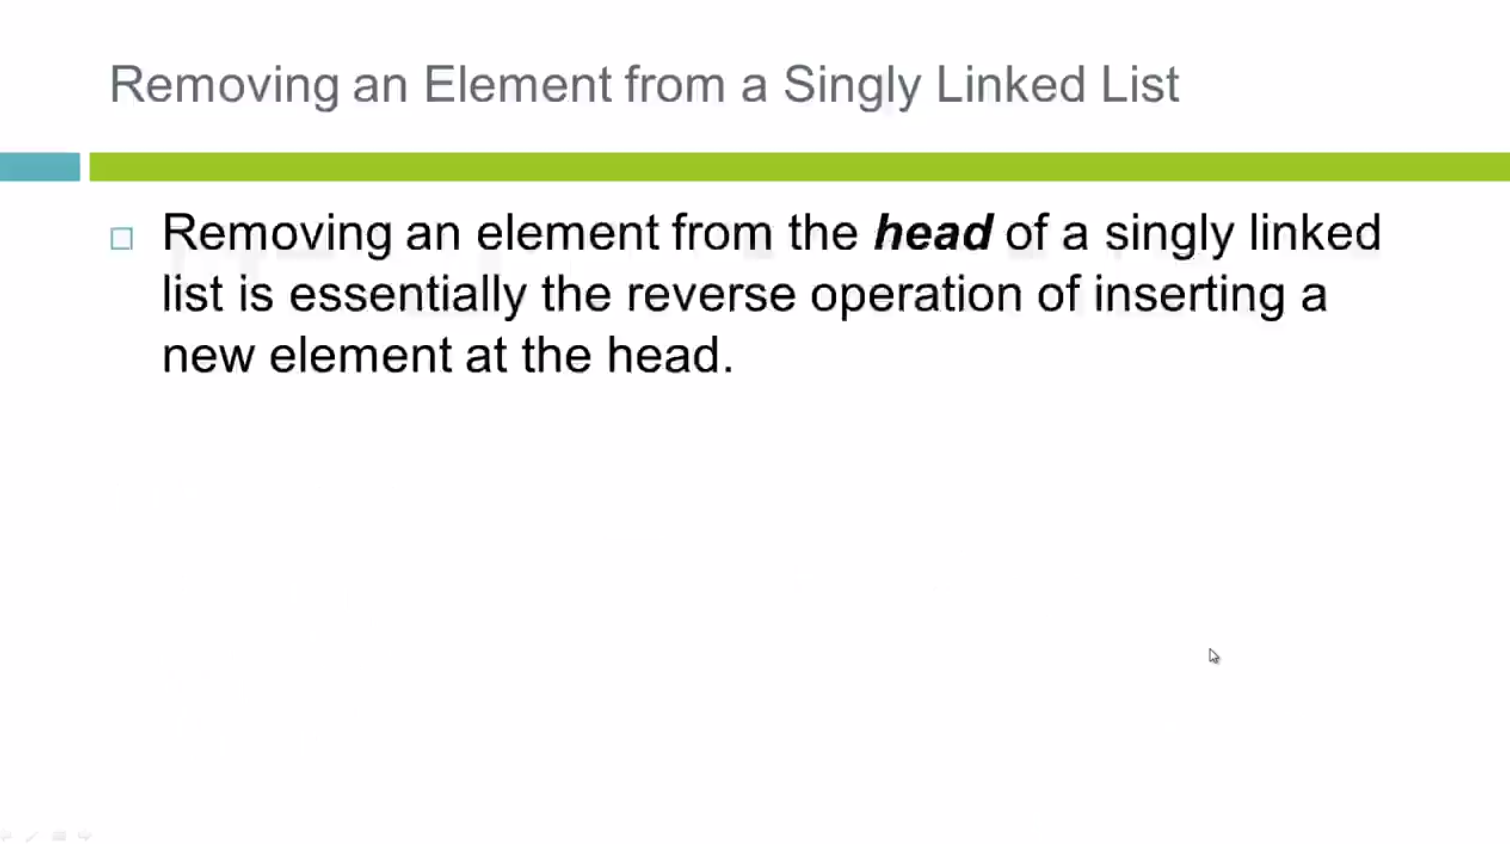 Removing an Element from a Singly Linked List
Removing an element from the head of a singly linked
list is essentially the reverse operation of inserting a
new element at the head.